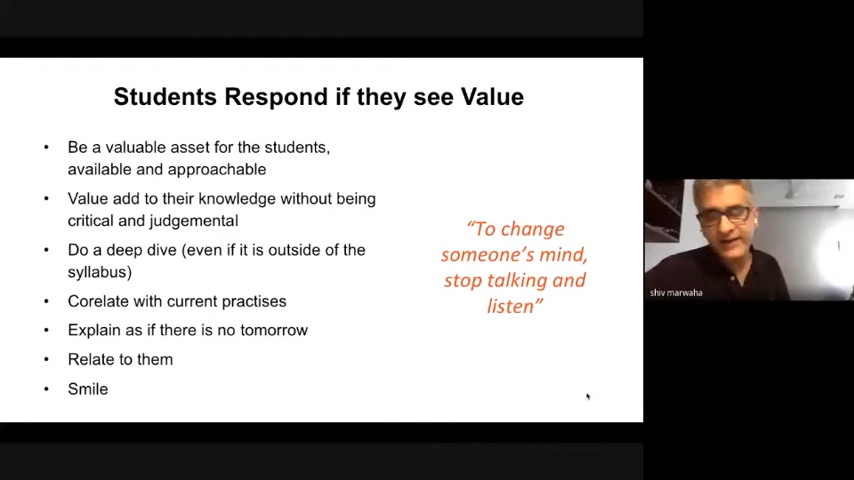 Students Respond if they see Value
• Be a valuable asset for the students,
available and approachable
• Value add to their knowledge without being
critical and judgemental
• Do a deep dive (even if it is outside of the
syllabus)
• Corelate with current practises
• Explain as if there is no tomorrow
• Relate to them
• Smile
“To change
someone’s mind,
stop talking and
listen”
shiv marwaha